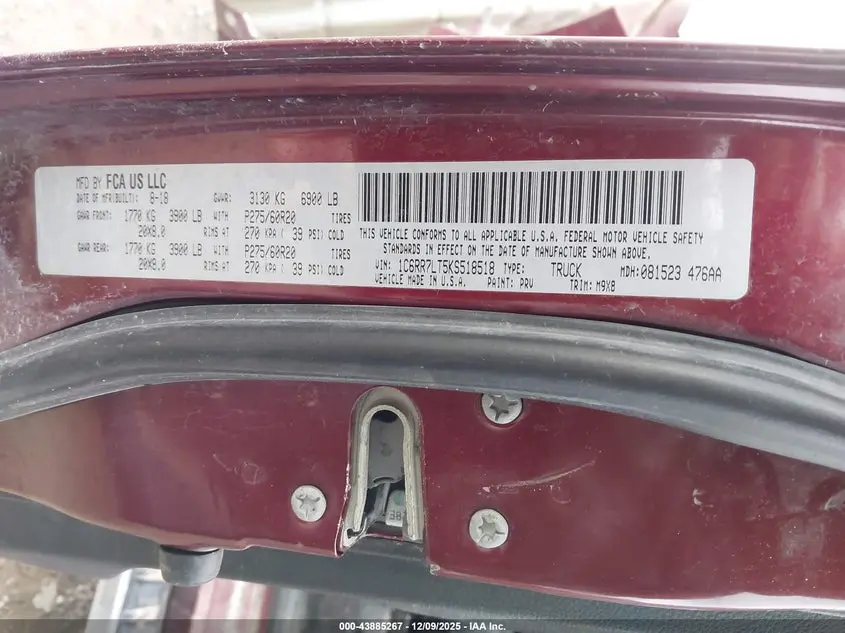 MFD BY FCA US LLC
DATE OF MFR(BUILT): 8-18 GVWR: 3130 KG 6900 LB
GAWR FRONT: 1770 KG 3900 LB WITH P275/60R20 TIRES
20X8.0 RIMS AT 270 KPA ( 39 PSI) COLD
GAWR REAR: 1770 KG 3900 LB WITH P275/60R20 TIRES
20X8.0 RIMS AT 270 KPA ( 39 PSI) COLD
THIS VEHICLE CONFORMS TO ALL APPLICABLE U.S.A. FEDERAL MOTOR VEHICLE SAFETY
STANDARDS IN EFFECT ON THE DATE OF MANUFACTURE SHOWN ABOVE.
VIN: 1C6RR7LT5KS518518 TYPE: TRUCK MDH:081523 476AA
VEHICLE MADE IN U.S.A. PAINT: PRV TRIM: M9X8
000-43885267 - 12/09/2025 - IAA Inc.